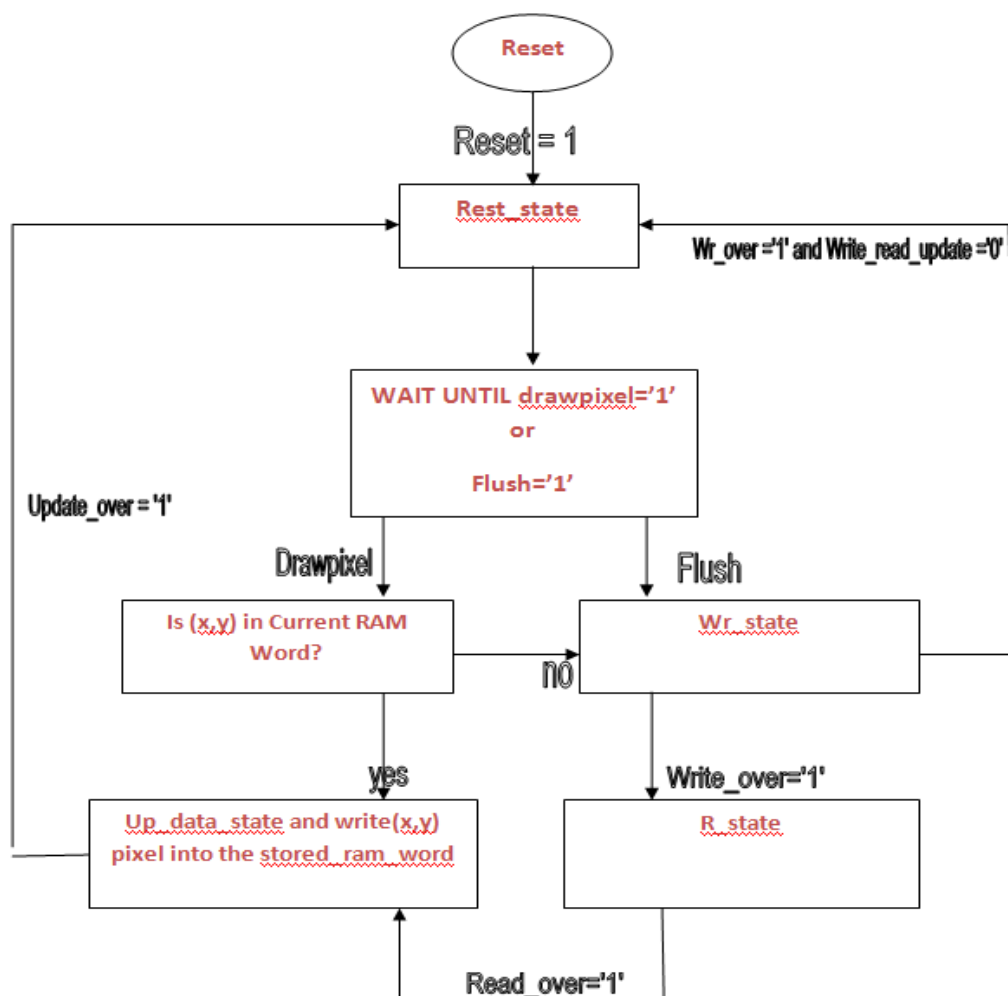 Reset
Reset = 1
Rest_state
Wr_over ='1' and Write_read_update ='0'
WAIT UNTIL drawpixel=’1’
or
Flush=’1’
Update_over = '1'
Drawpixel
Flush
Is (x,y) in Current RAM
Word?
Wr_state
no
yes
Write_over='1'
Up_data_state and write(x,y)
pixel into the stored_ram_word
R_state
Read_over='1'